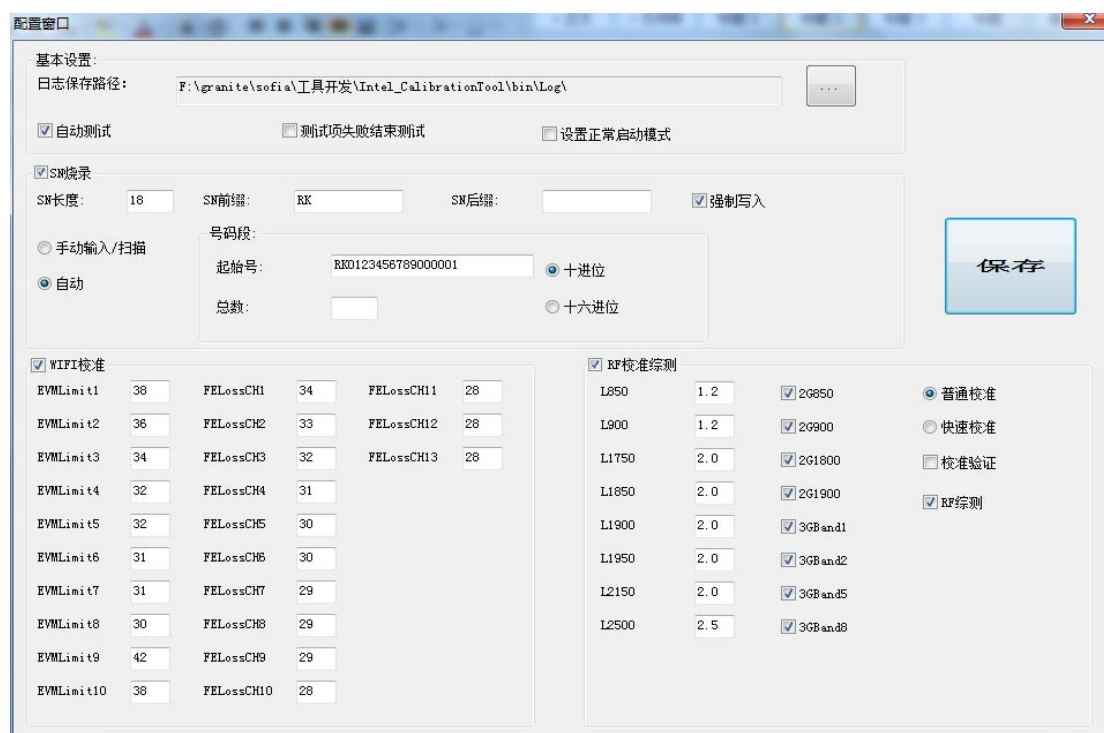 配置窗口
基本设置:
日志保存路径: F:\granite\sofia\工具开发\Intel_CalibrationTool\bin\Log\ ...
自动测试 测试项失败结束测试 设置正常启动模式
SN烧录
SN长度: 18 SN前缀: RK SN后缀: 强制写入
手动输入/扫描
自动
号码段:
起始号: RK0123456789000001 十进位
总数: 十六进位
保存
WIFI校准
EVMLimit1 38 FELossCH1 34 FELossCH11 28
EVMLimit2 36 FELossCH2 33 FELossCH12 28
EVMLimit3 34 FELossCH3 32 FELossCH13 28
EVMLimit4 32 FELossCH4 31
EVMLimit5 32 FELossCH5 30
EVMLimit6 31 FELossCH6 30
EVMLimit7 31 FELossCH7 29
EVMLimit8 30 FELossCH8 29
EVMLimit9 42 FELossCH9 29
EVMLimit10 38 FELossCH10 28
RF校准综测
L850 1.2 2G850 普通校准
L900 1.2 2G900 快速校准
L1750 2.0 2G1800 校准验证
L1850 2.0 2G1900 RF综测
L1900 2.0 3GBand1
L1950 2.0 3GBand2
L2150 2.0 3GBand5
L2500 2.5 3GBand8